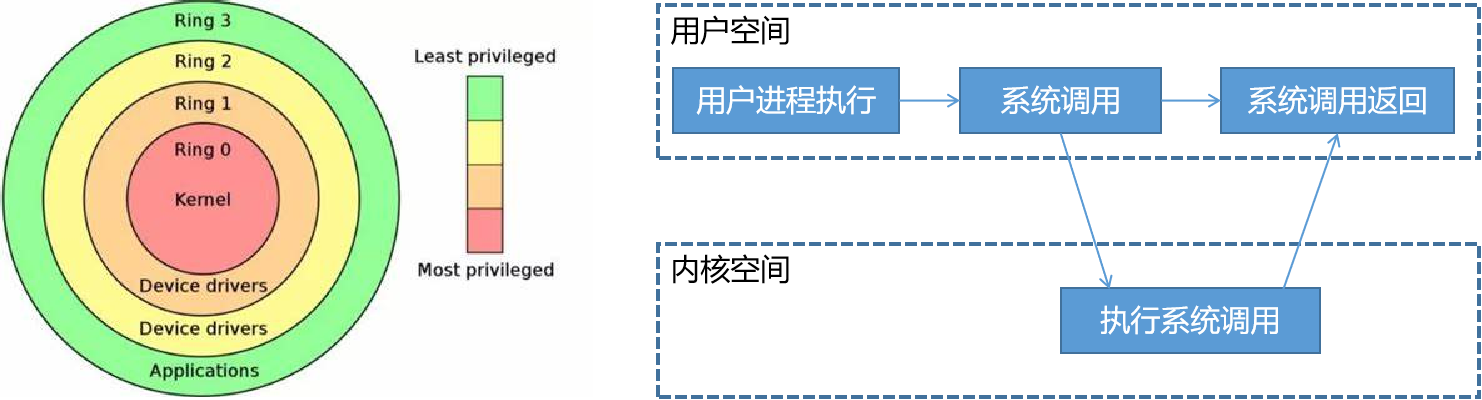 Ring 3
Ring 2
Ring 1
Ring 0
Kernel
Device drivers
Device drivers
Applications
Least privileged
Most privileged
用户空间
用户进程执行
系统调用
系统调用返回
内核空间
执行系统调用